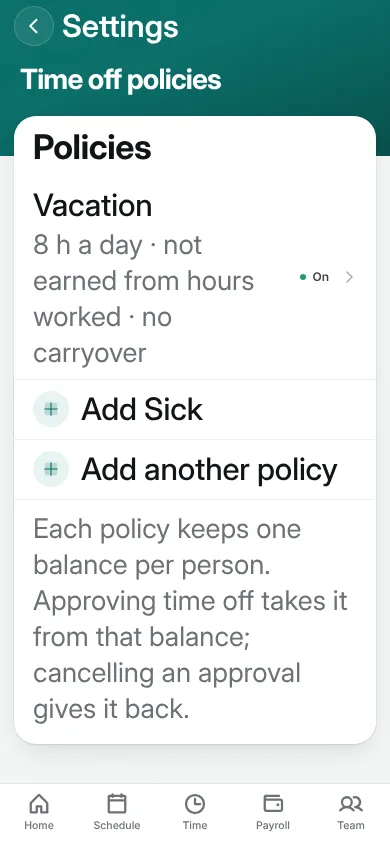 Settings
Time off policies
Policies
Vacation
8 h a day · not
earned from hours
worked · no
carryover
On
Add Sick
Add another policy
Each policy keeps one
balance per person.
Approving time off takes it
from that balance;
cancelling an approval
gives it back.
Home
Schedule
Time
Payroll
Team